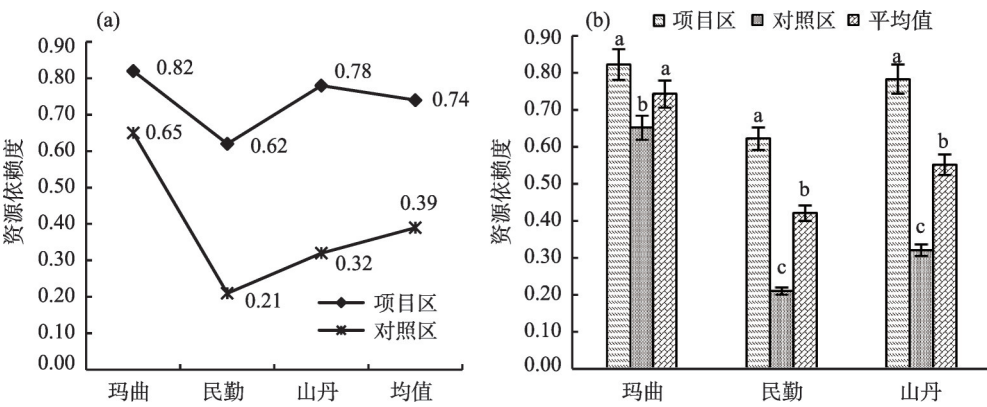 (a)
资源依赖度
0.90
0.80
0.70
0.60
0.50
0.40
0.30
0.20
0.10
0.00
0.82
0.65
0.62
0.21
0.78
0.32
0.74
0.39
项目区
对照区
玛曲 民勤 山丹 均值
(b)
项目区 对照区 平均值
资源依赖度
0.90
0.80
0.70
0.60
0.50
0.40
0.30
0.20
0.10
0.00
a b a
a c b
a c b
玛曲 民勤 山丹